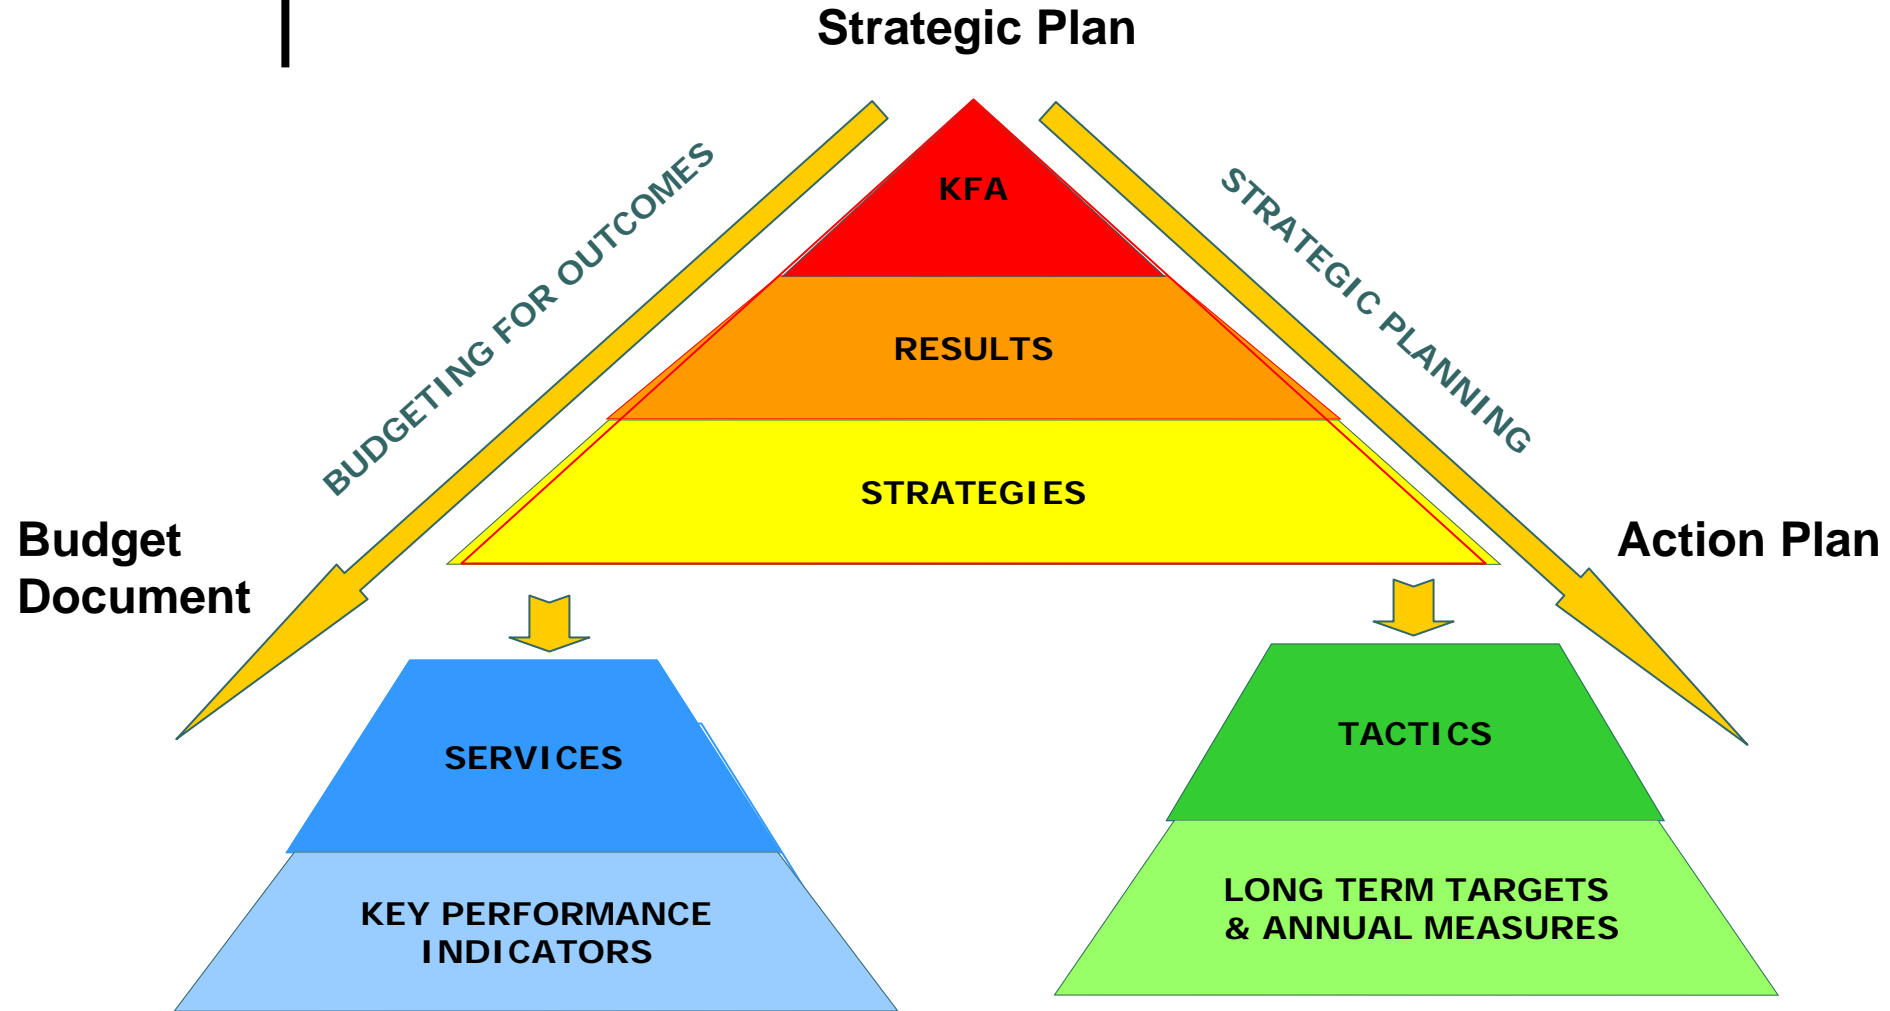 Strategic Plan
BUDGETING FOR OUTCOMES
STRATEGIC PLANNING
KFA
RESULTS
STRATEGIES
Budget
Document
Action Plan
SERVICES
KEY PERFORMANCE
INDICATORS
TACTICS
LONG TERM TARGETS
& ANNUAL MEASURES